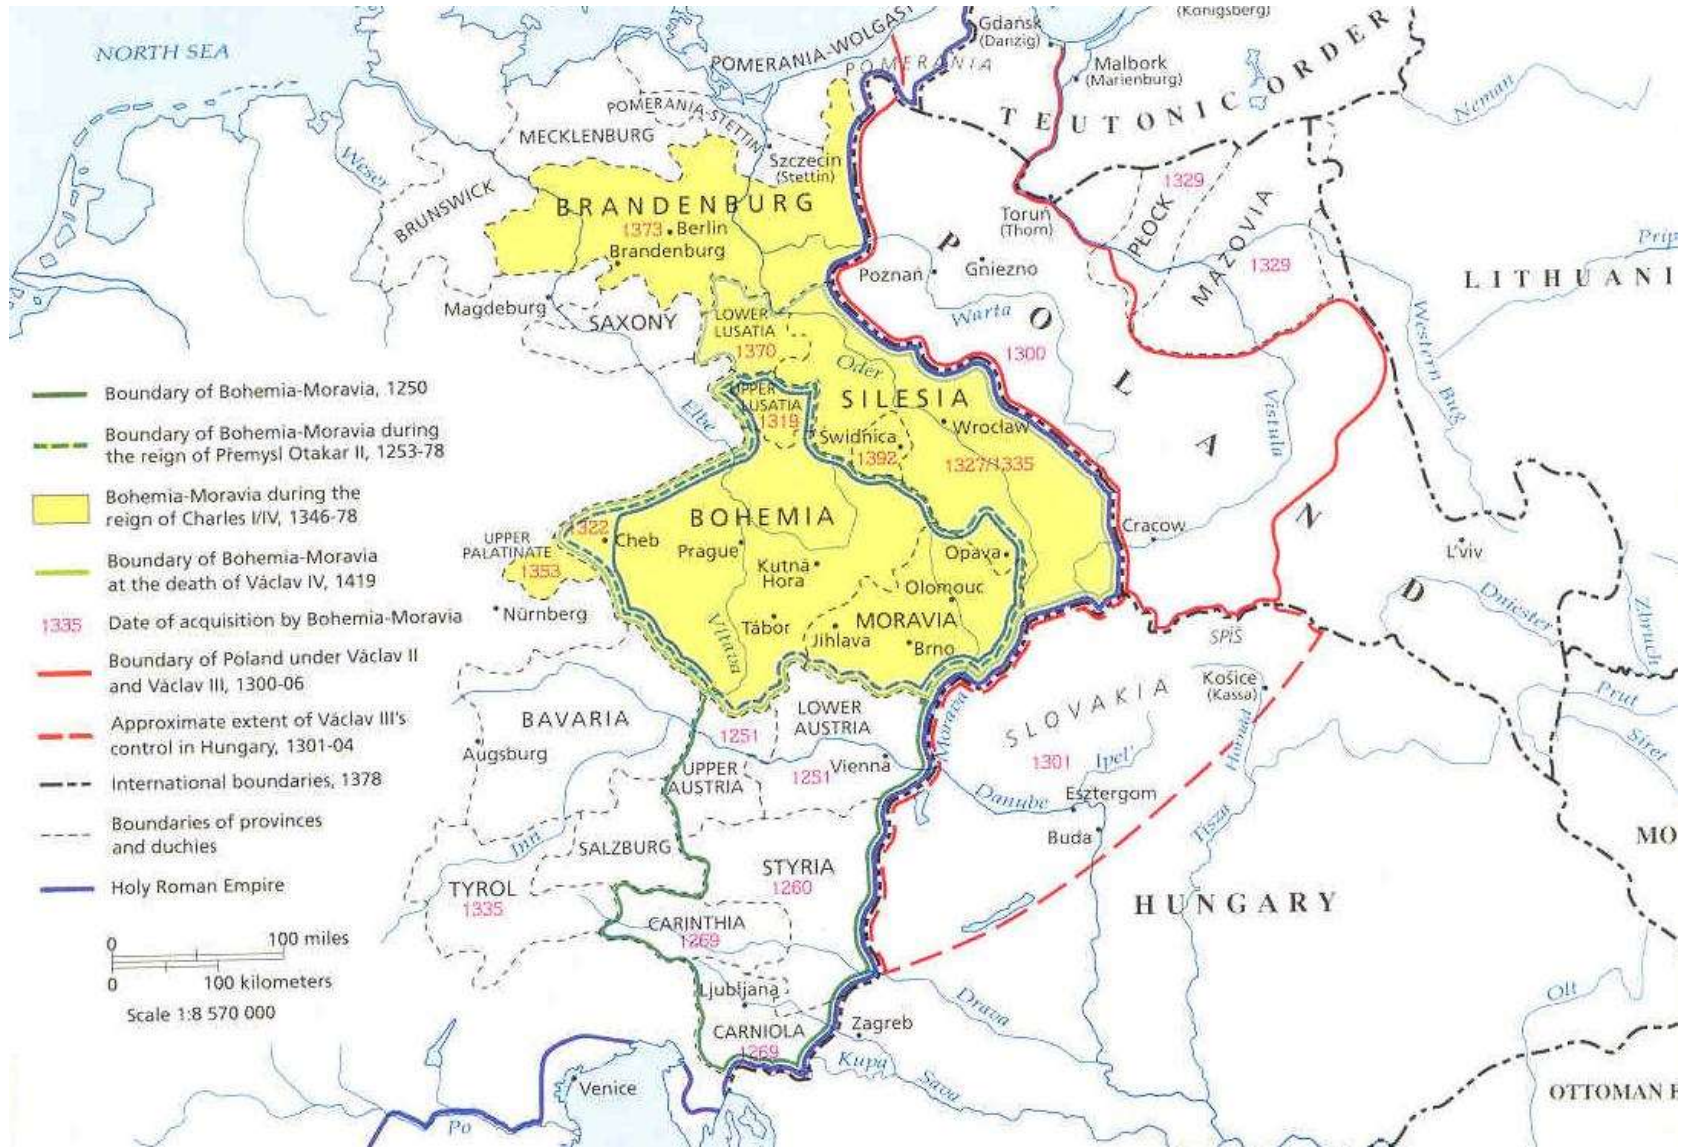 NORTH SEA
POMERANIA-WOLGAST
POMERANIA
Gdańsk
(Danzig)
(Königsberg)
Malbork
(Marienburg)
TEUTONIC ORDER
Neman
POMERANIA-STETTIN
MECKLENBURG
Szczecin
(Stettin)
Weser
BRUNSWICK
BRANDENBURG
1373
Berlin
Brandenburg
Magdeburg
SAXONY
LOWER
LUSATIA
1370
Toruń
(Thorn)
1329
PŁOCK
MAZOVIA
1329
Poznań
Gniezno
Warta
1300
POLAND
LITHUANI
Prip
Western Bug
Vistula
Oder
Elbe
UPPER
LUSATIA
1319
SILESIA
Wrocław
Świdnica
1392
1327/1335
BOHEMIA
Prague
1322
Cheb
UPPER
PALATINATE
1353
Nürnberg
Kutná
Hora
Opava
Olomouc
MORAVIA
Tábor
Jihlava
Brno
Vltava
Cracow
L'viv
Dniester
Zbruch
Prut
Siret
SPIŠ
Košice
(Kassa)
SLOVAKIA
1301
Ipel'
Hornád
Morava
BAVARIA
Augsburg
LOWER
AUSTRIA
1251
UPPER
AUSTRIA
1251
Vienna
Danube
Esztergom
Buda
Tisza
Inn
SALZBURG
TYROL
1335
STYRIA
1260
CARINTHIA
1269
Ljubljana
CARNIOLA
1269
HUNGARY
MO
Drava
Zagreb
Kupa
Sava
Olt
OTTOMAN E
Venice
Po
Boundary of Bohemia-Moravia, 1250
Boundary of Bohemia-Moravia during
the reign of Přemysl Otakar II, 1253-78
Bohemia-Moravia during the
reign of Charles I/IV, 1346-78
Boundary of Bohemia-Moravia
at the death of Václav IV, 1419
1335 Date of acquisition by Bohemia-Moravia
Boundary of Poland under Václav II
and Václav III, 1300-06
Approximate extent of Václav III's
control in Hungary, 1301-04
International boundaries, 1378
Boundaries of provinces
and duchies
Holy Roman Empire
0 100 miles
0 100 kilometers
Scale 1:8 570 000